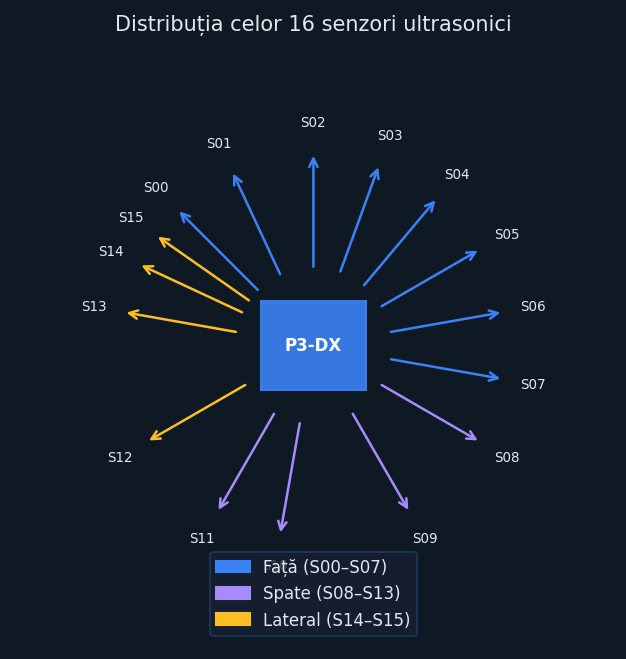 Distribuția celor 16 senzori ultrasonici
S02
S03
S01
S04
S00
S15
S05
S14
S13
S06
P3-DX
S07
S12
S08
S11
S09
Față (S00–S07)
Spate (S08–S13)
Lateral (S14–S15)